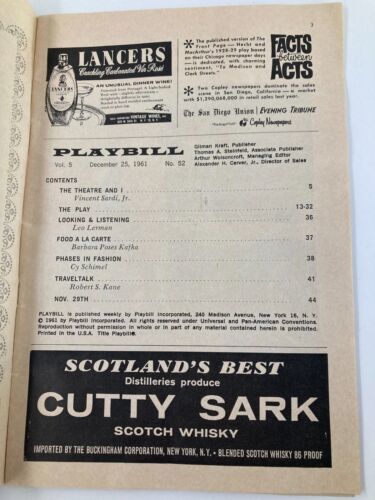 3
LANCERS
Crackling Carbonated Vin Rosé
AN UNUSUAL DINNER WINE!
VINTAGE WINES, INC.
The published version of The
Front Page — Hecht and
MacArthur's 1928-29 play based
on their Chicago newspaper days
— is dedicated, with charming
sentiment, "To Madison and
Clark Streets."
FACTS
between
ACTS
Two Copley newspapers dominate the sales
scene in San Diego, California — a market
with $1,290,068,000 in retail sales last year.
The San Diego Union | EVENING TRIBUNE
"The Ring of Truth" Copley Newspapers
PLAYBILL
Vol. 5 December 25, 1961 No. 52
Gilman Kraft, Publisher
Thomas A. Steinfeld, Associate Publisher
Arthur Wolsoncroft, Managing Editor
Alexander H. Carver, Jr., Director of Sales
CONTENTS
THE THEATRE AND I 5
Vincent Sardi, Jr.
THE PLAY 13-32
LOOKING & LISTENING 36
Leo Lerman
FOOD A LA CARTE 37
Barbara Poses Kafka
PHASES IN FASHION 38
Cy Schimel
TRAVELTALK 41
Robert S. Kane
NOV. 29TH 44
PLAYBILL is published weekly by Playbill Incorporated, 240 Madison Avenue, New York 16, N. Y.
© 1961 by Playbill Incorporated. All rights reserved under Universal and Pan-American Conventions.
Reproduction without permission in whole or in part of any material contained herein is prohibited.
Printed in the U.S.A. Title Playbill®.
SCOTLAND'S BEST
Distilleries produce
CUTTY SARK
SCOTCH WHISKY
IMPORTED BY THE BUCKINGHAM CORPORATION, NEW YORK, N.Y. • BLENDED SCOTCH WHISKY 86 PROOF